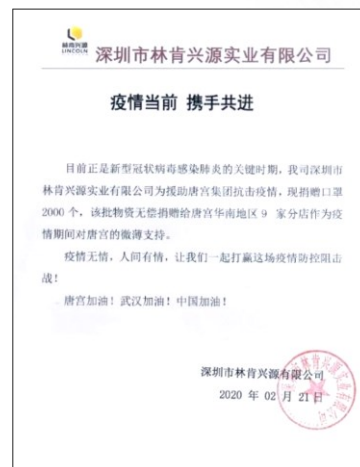 林肯兴源
LINCOLN
深圳市林肯兴源实业有限公司
疫情当前 携手共进
目前正是新型冠状病毒感染肺炎的关键时期，我司深圳市
林肯兴源实业有限公司为援助唐宫集团抗击疫情，现捐赠口罩
2000 个，该批物资无偿捐赠给唐宫华南地区 9 家分店作为疫
情期间对唐宫的微薄支持。
疫情无情，人间有情，让我们一起打赢这场疫情防控阻击
战！
唐宫加油！武汉加油！中国加油！
深圳市林肯兴源有限公司
2020 年 02 月 21 日